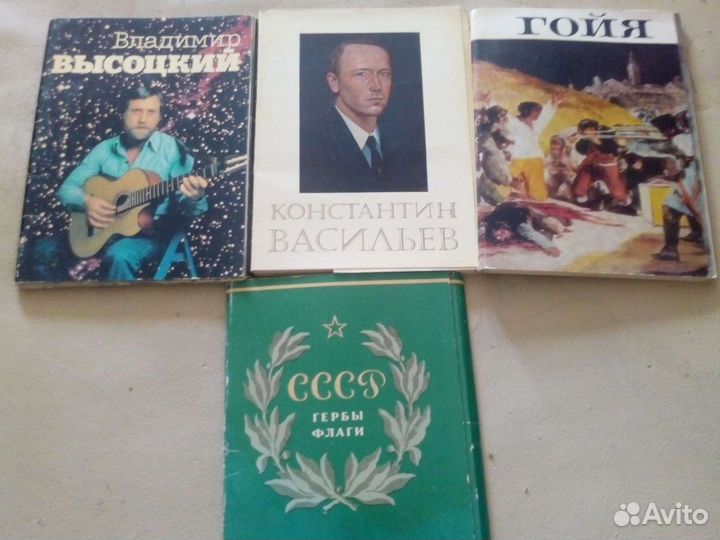 Владимир
ВЫСОЦКИЙ
КОНСТАНТИН
ВАСИЛЬЕВ
ГОЙЯ
СССР
ГЕРБЫ
ФЛАГИ
Avito